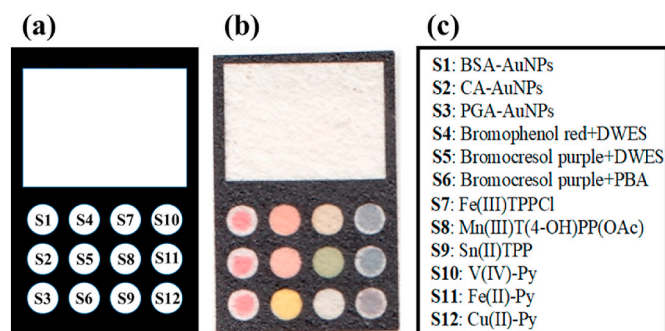 (a)
(b)
(c)
S1 S4 S7 S10
S2 S5 S8 S11
S3 S6 S9 S12
S1: BSA-AuNPs
S2: CA-AuNPs
S3: PGA-AuNPs
S4: Bromophenol red+DWES
S5: Bromocresol purple+DWES
S6: Bromocresol purple+PBA
S7: Fe(III)TPPCl
S8: Mn(III)T(4-OH)PP(OAc)
S9: Sn(II)TPP
S10: V(IV)-Py
S11: Fe(II)-Py
S12: Cu(II)-Py